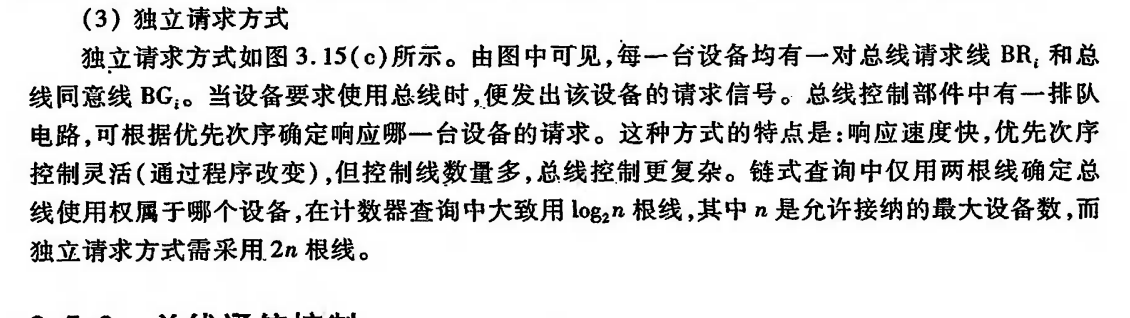 (3) 独立请求方式
独立请求方式如图 3.15(c)所示。由图中可见,每一台设备均有一对总线请求线 BRᵢ 和总
线同意线 BGᵢ。当设备要求使用总线时,便发出该设备的请求信号。总线控制部件中有一排队
电路,可根据优先次序确定响应哪一台设备的请求。这种方式的特点是:响应速度快,优先次序
控制灵活(通过程序改变),但控制线数量多,总线控制更复杂。链式查询中仅用两根线确定总
线使用权属于哪个设备,在计数器查询中大致用 log₂n 根线,其中 n 是允许接纳的最大设备数,而
独立请求方式需采用 2n 根线。